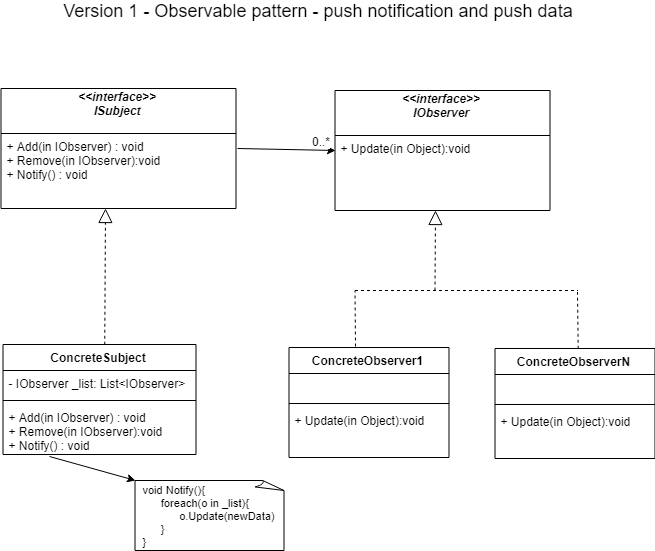 Version 1 - Observable pattern - push notification and push data
<<interface>>
ISubject
+ Add(in IObserver) : void
+ Remove(in IObserver):void
+ Notify() : void
0..*
<<interface>>
IObserver
+ Update(in Object):void
ConcreteSubject
- IObserver _list: List<IObserver>
+ Add(in IObserver) : void
+ Remove(in IObserver):void
+ Notify() : void
ConcreteObserver1
+ Update(in Object):void
ConcreteObserverN
+ Update(in Object):void
void Notify(){
foreach(o in _list){
o.Update(newData)
}
}